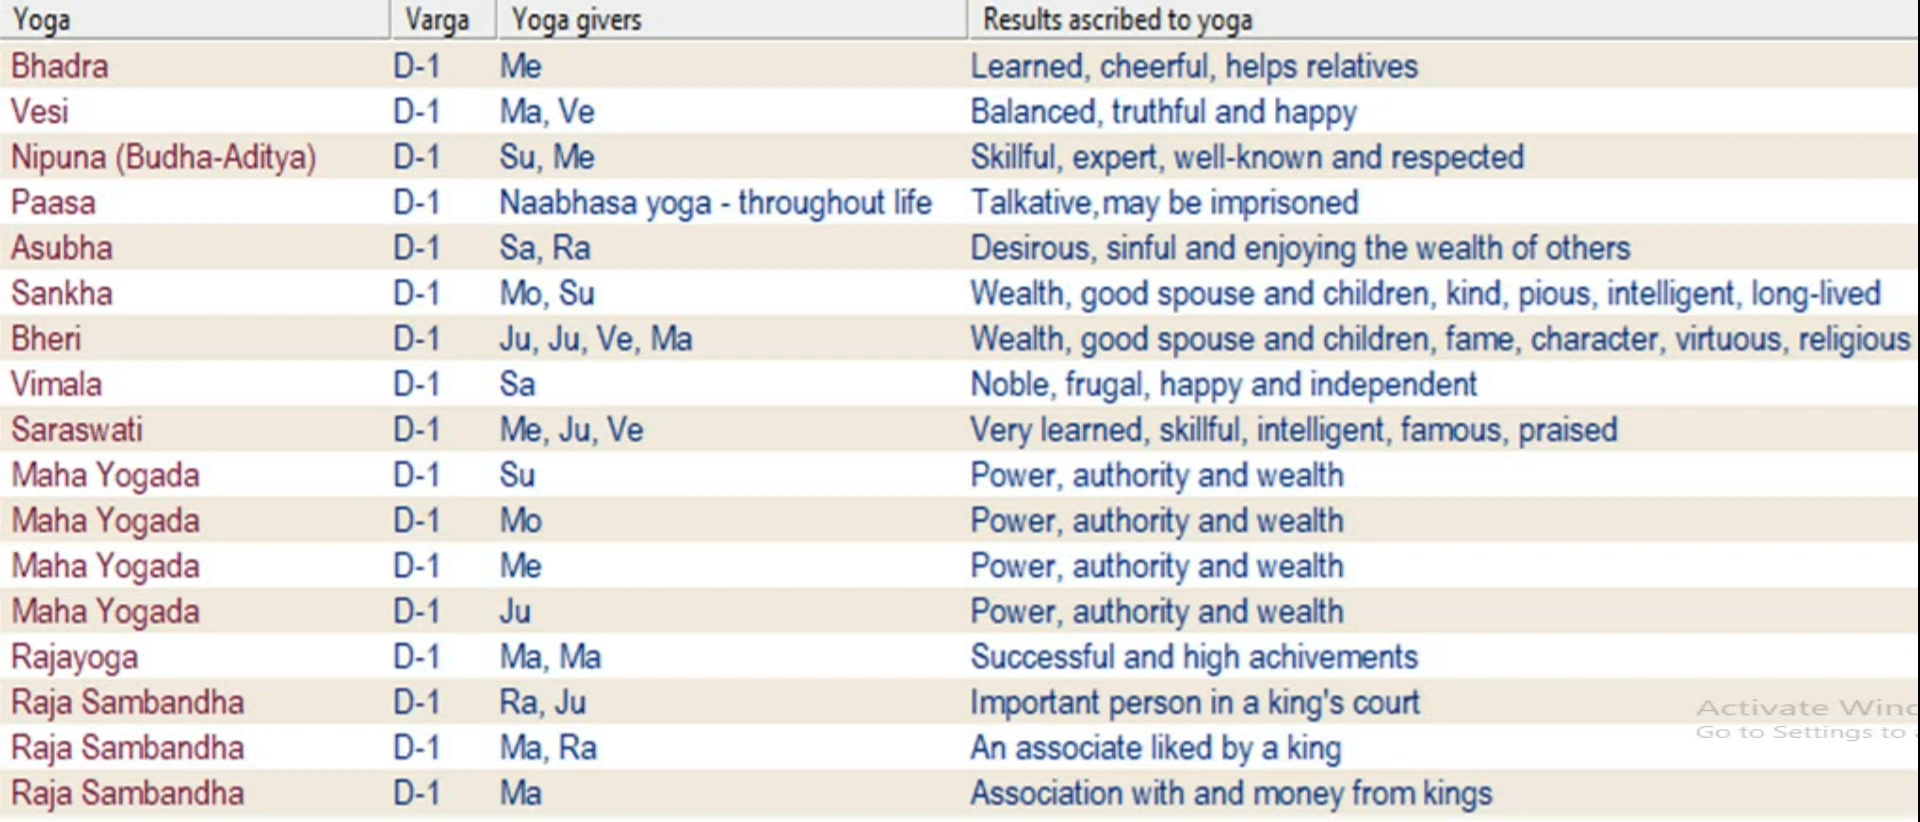 Yoga Varga Yoga givers Results ascribed to yoga
Bhadra D-1 Me Learned, cheerful, helps relatives
Vesi D-1 Ma, Ve Balanced, truthful and happy
Nipuna (Budha-Aditya) D-1 Su, Me Skillful, expert, well-known and respected
Paasa D-1 Naabhasa yoga - throughout life Talkative,may be imprisoned
Asubha D-1 Sa, Ra Desirous, sinful and enjoying the wealth of others
Sankha D-1 Mo, Su Wealth, good spouse and children, kind, pious, intelligent, long-lived
Bheri D-1 Ju, Ju, Ve, Ma Wealth, good spouse and children, fame, character, virtuous, religious
Vimala D-1 Sa Noble, frugal, happy and independent
Saraswati D-1 Me, Ju, Ve Very learned, skillful, intelligent, famous, praised
Maha Yogada D-1 Su Power, authority and wealth
Maha Yogada D-1 Mo Power, authority and wealth
Maha Yogada D-1 Me Power, authority and wealth
Maha Yogada D-1 Ju Power, authority and wealth
Rajayoga D-1 Ma, Ma Successful and high achivements
Raja Sambandha D-1 Ra, Ju Important person in a king's court
Raja Sambandha D-1 Ma, Ra An associate liked by a king
Raja Sambandha D-1 Ma Association with and money from kings
Activate Wind
Go to Settings to